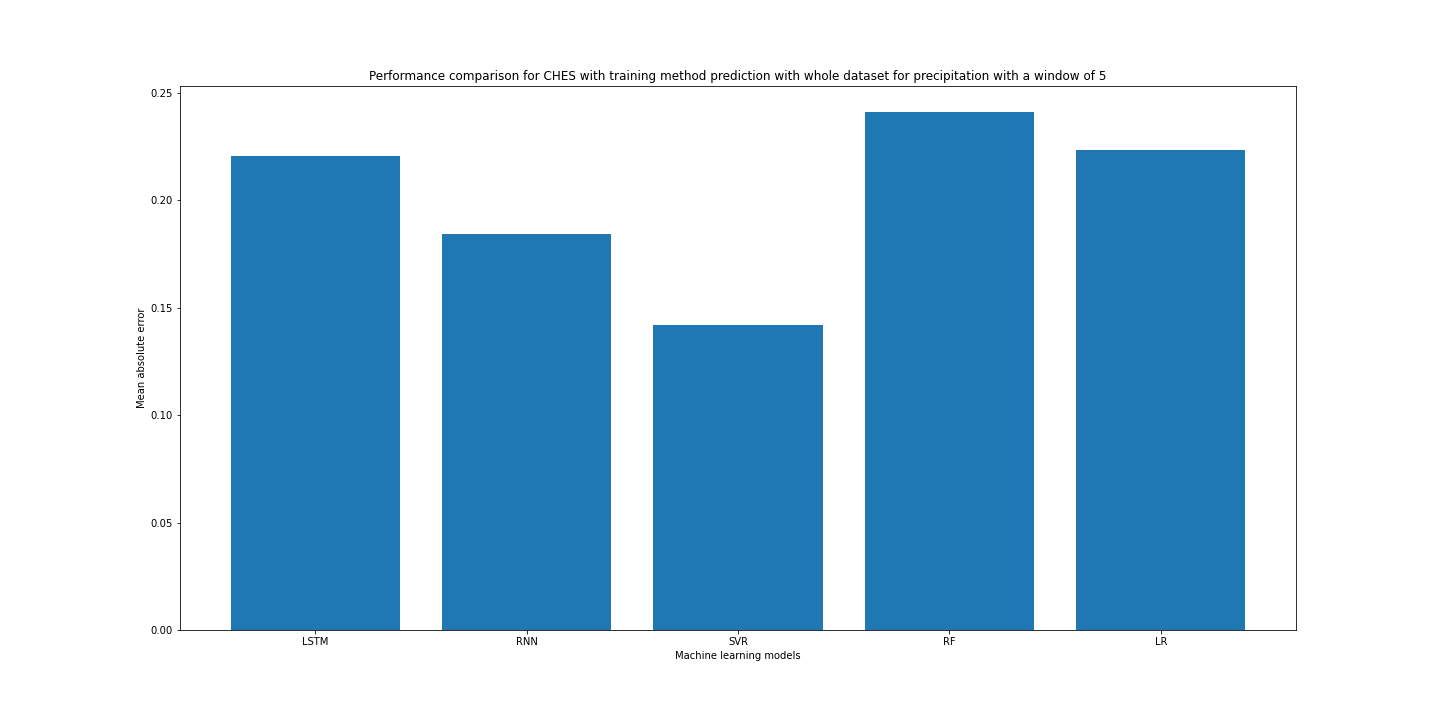 Performance comparison for CHES with training method prediction with whole dataset for precipitation with a window of 5
0.25
0.20
0.15
0.10
0.05
0.00
Mean absolute error
LSTM RNN SVR RF LR
Machine learning models